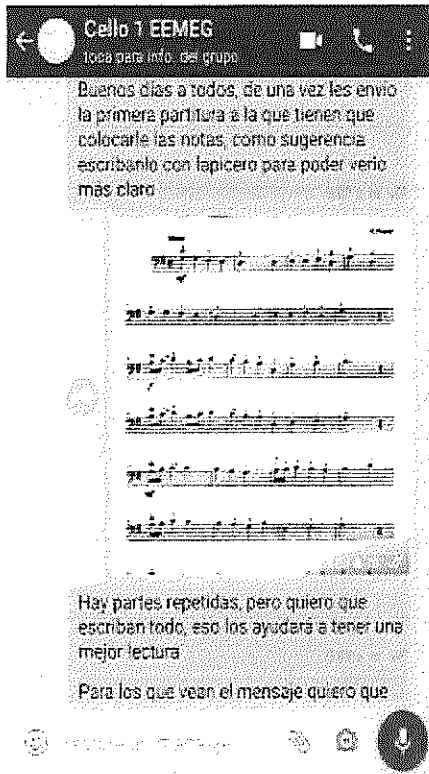 Cello 1 EEMEG
toca para info. del grupo
Buenos días a todos, de una vez les envío
la primera partitura a la que tienen que
colocarle las notas, como sugerencia
escribanlo con lapicero para poder verlo
más claro
Hay partes repetidas, pero quiero que
escriban todo, eso los ayudará a tener una
mejor lectura
Para los que vean el mensaje quiero que